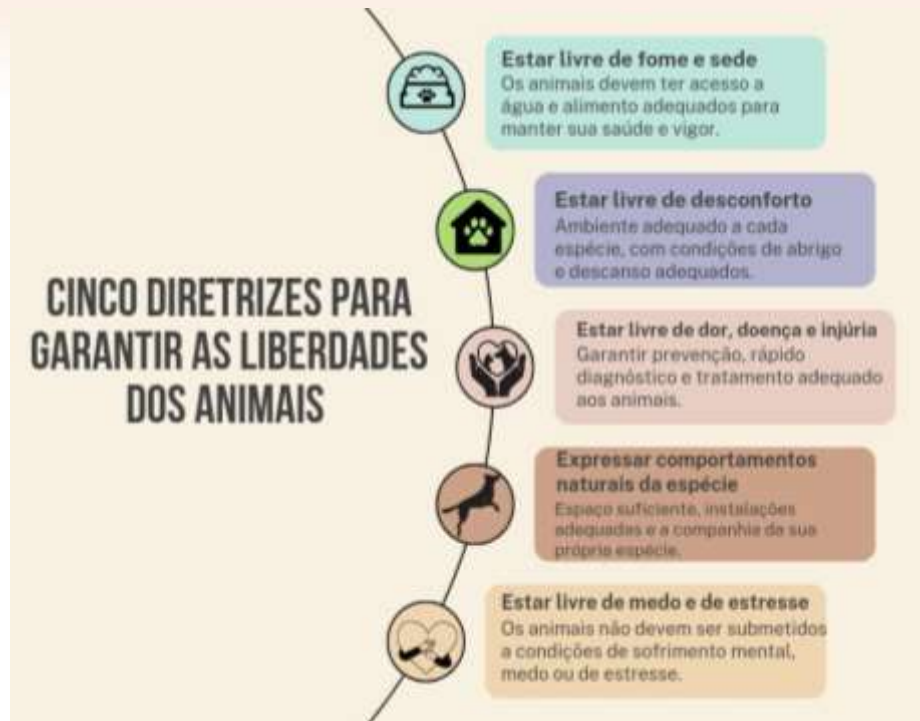 CINCO DIRETRIZES PARA
GARANTIR AS LIBERDADES
DOS ANIMAIS
Estar livre de fome e sede
Os animais devem ter acesso a
água e alimento adequados para
manter sua saúde e vigor.
Estar livre de desconforto
Ambiente adequado a cada
espécie, com condições de abrigo
e descanso adequados.
Estar livre de dor, doença e injúria
Garantir prevenção, rápido
diagnóstico e tratamento adequado
aos animais.
Expressar comportamentos
naturais da espécie
Espaço suficiente, instalações
adequadas e a companhia da sua
própria espécie.
Estar livre de medo e de estresse
Os animais não devem ser submetidos
a condições de sofrimento mental,
medo ou de estresse.